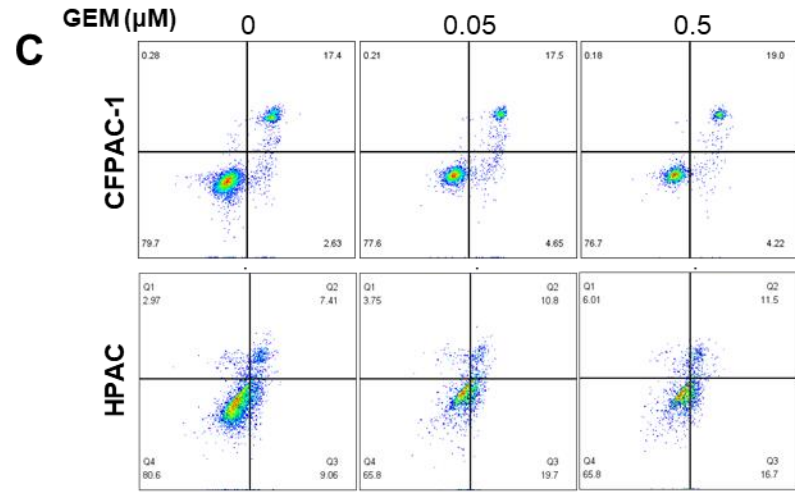 GEM (μM) 0 0.05 0.5
C
CFPAC-1
0.28 17.4 0.21 17.5 0.18 19.0
79.7 2.63 77.6 4.65 76.7 4.22
HPAC
Q1 Q2 Q1 Q2 Q1 Q2
2.97 7.41 3.75 10.8 6.01 11.5
Q4 Q3 Q4 Q3 Q4 Q3
80.6 9.06 65.8 19.7 65.8 16.7